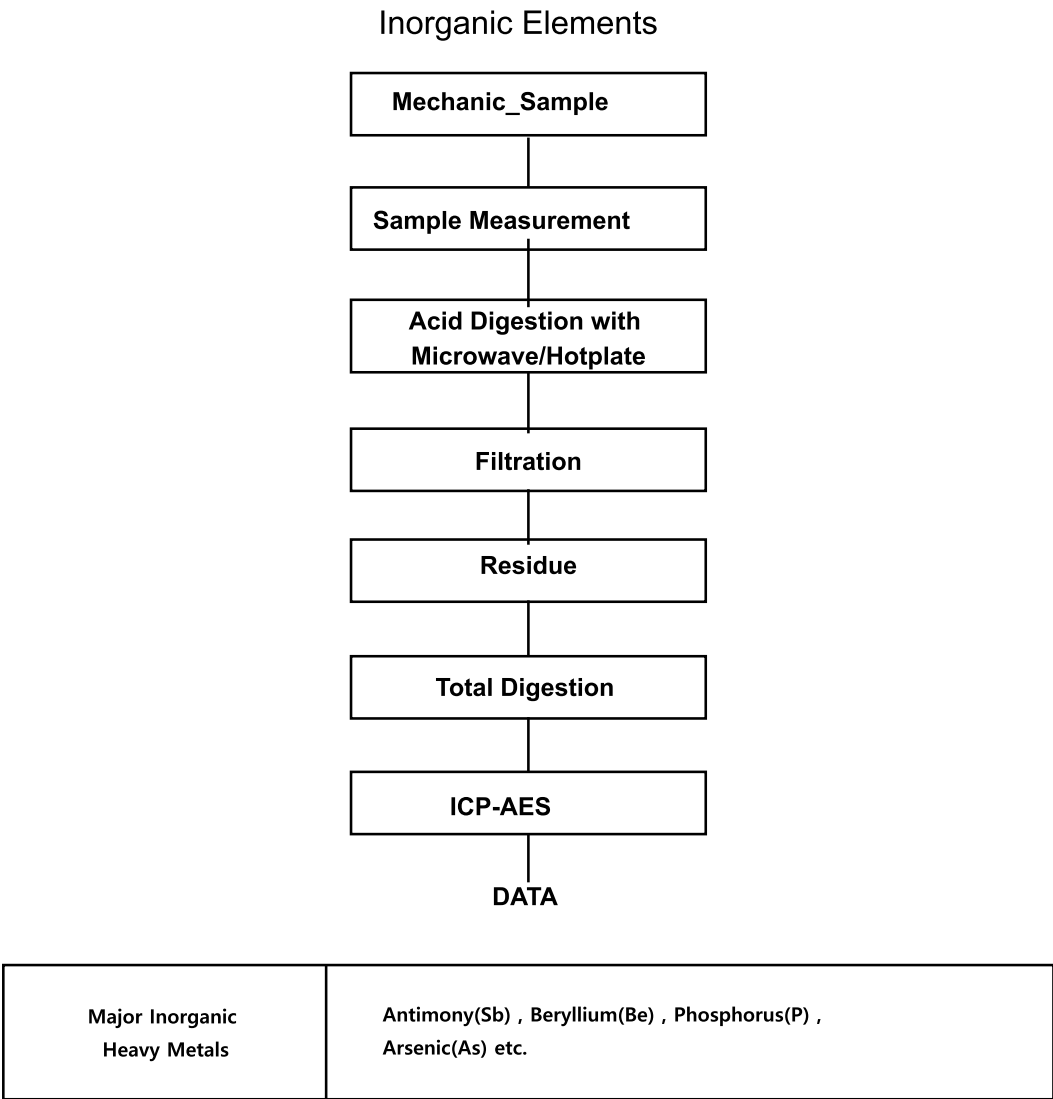 Inorganic Elements
Mechanic_Sample
Sample Measurement
Acid Digestion with
Microwave/Hotplate
Filtration
Residue
Total Digestion
ICP-AES
DATA
Major Inorganic
Heavy Metals
Antimony(Sb) , Beryllium(Be) , Phosphorus(P) ,
Arsenic(As) etc.